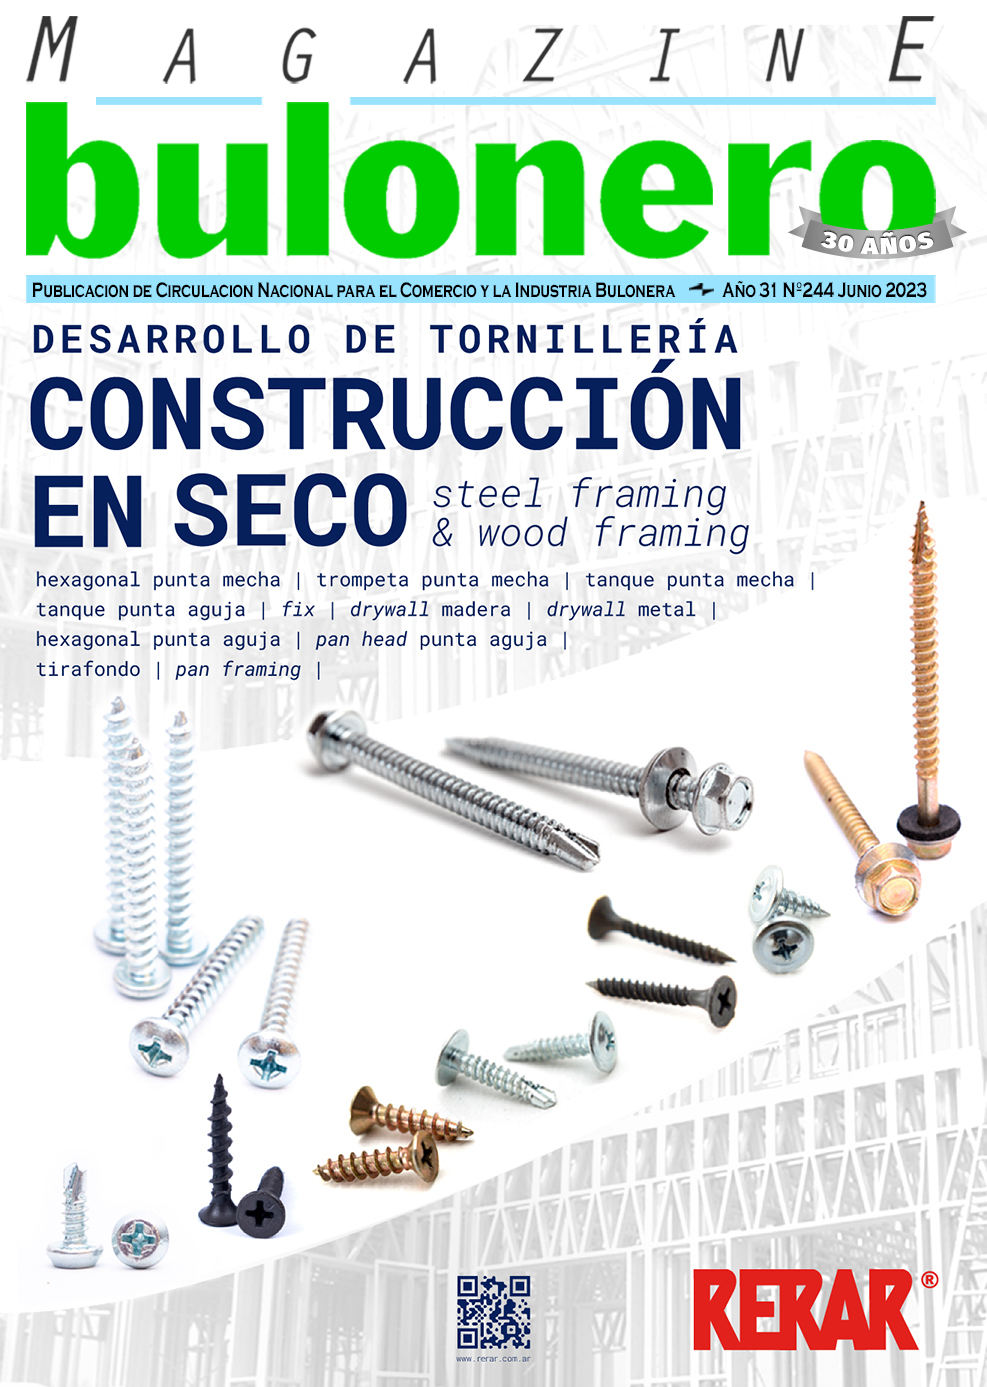 MAGAZINE
bulonero
30 AÑOS
PUBLICACION DE CIRCULACION NACIONAL PARA EL COMERCIO Y LA INDUSTRIA BULONERA AÑO 31 Nº244 JUNIO 2023
DESARROLLO DE TORNILLERÍA
CONSTRUCCIÓN
EN SECO steel framing
& wood framing
hexagonal punta mecha | trompeta punta mecha | tanque punta mecha |
tanque punta aguja | fix | drywall madera | drywall metal |
hexagonal punta aguja | pan head punta aguja |
tirafondo | pan framing |
RERAR®
www.rerar.com.ar